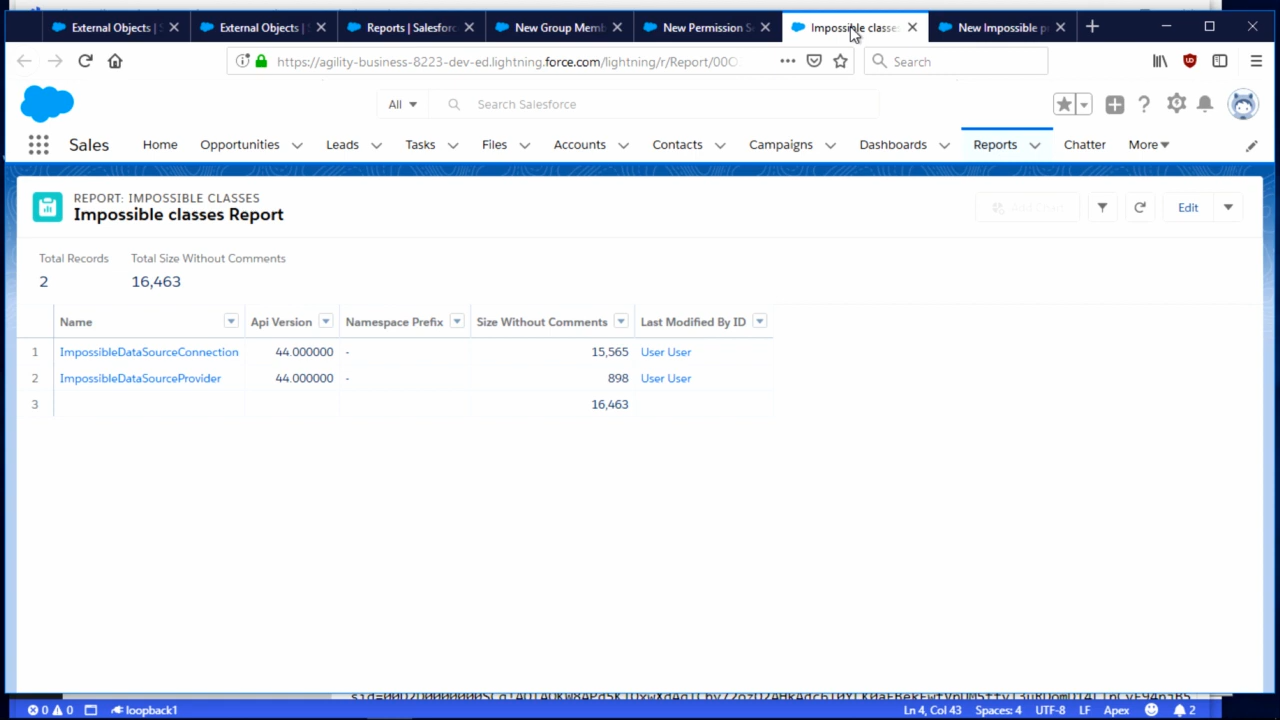 External Objects | S
External Objects | S
Reports | Salesforc
New Group Memb
New Permission Se
Impossible classes
New Impossible p
https://agility-business-8223-dev-ed.lightning.force.com/lightning/r/Report/00O
Search
All
Search Salesforce
Sales
Home
Opportunities
Leads
Tasks
Files
Accounts
Contacts
Campaigns
Dashboards
Reports
Chatter
More
REPORT: IMPOSSIBLE CLASSES
Impossible classes Report
Edit
Total Records
Total Size Without Comments
2
16,463
Name
Api Version
Namespace Prefix
Size Without Comments
Last Modified By ID
1 ImpossibleDataSourceConnection 44.000000 - 15,565 User User
2 ImpossibleDataSourceProvider 44.000000 - 898 User User
3 16,463
0 0
loopback1
Ln 4, Col 43
Spaces: 4
UTF-8
LF
Apex
2